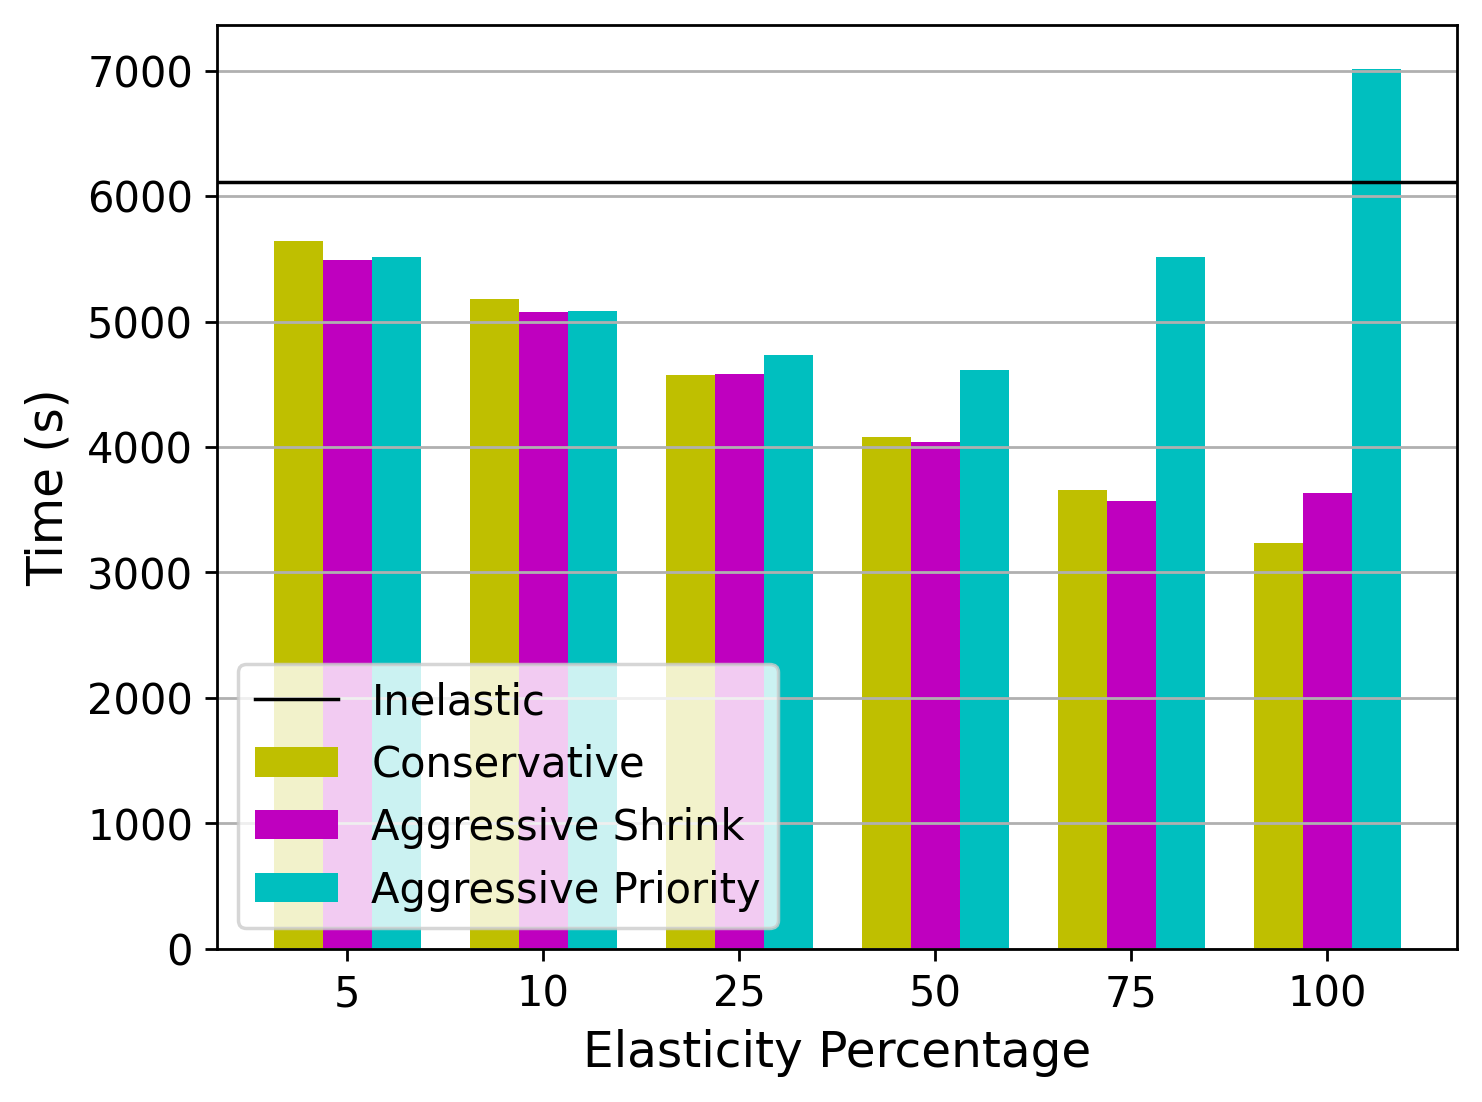 7000
6000
5000
4000
3000
2000
1000
0
Time (s)
Inelastic
Conservative
Aggressive Shrink
Aggressive Priority
5 10 25 50 75 100
Elasticity Percentage